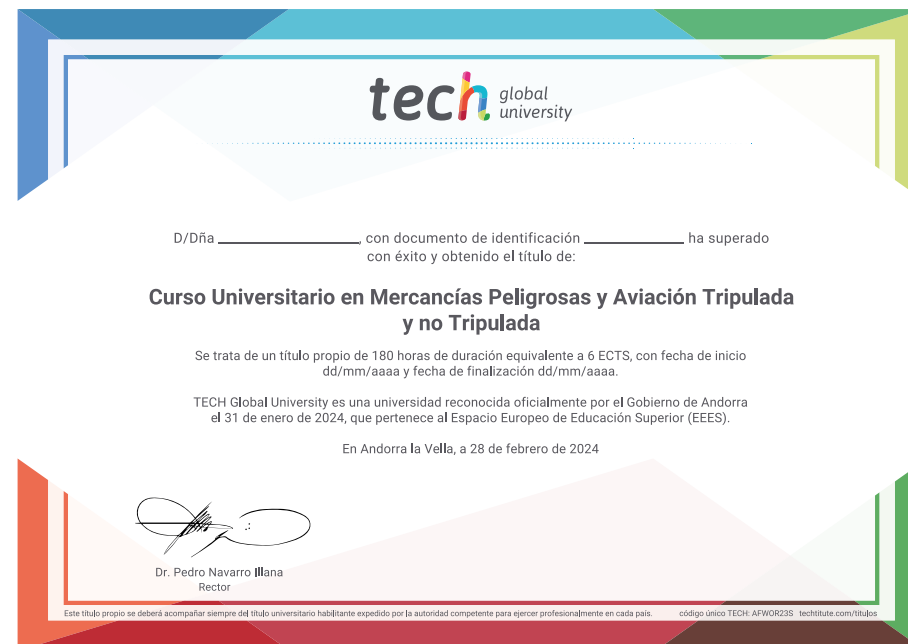 tech global
university
D/Dña ______________, con documento de identificación __________ ha superado
con éxito y obtenido el título de:
Curso Universitario en Mercancías Peligrosas y Aviación Tripulada
y no Tripulada
Se trata de un título propio de 180 horas de duración equivalente a 6 ECTS, con fecha de inicio
dd/mm/aaaa y fecha de finalización dd/mm/aaaa.
TECH Global University es una universidad reconocida oficialmente por el Gobierno de Andorra
el 31 de enero de 2024, que pertenece al Espacio Europeo de Educación Superior (EEES).
En Andorra la Vella, a 28 de febrero de 2024
Dr. Pedro Navarro Illana
Rector
Este título propio se deberá acompañar siempre del título universitario habilitante expedido por la autoridad competente para ejercer profesionalmente en cada país. código único TECH: AFWOR23S techtitute.com/títulos